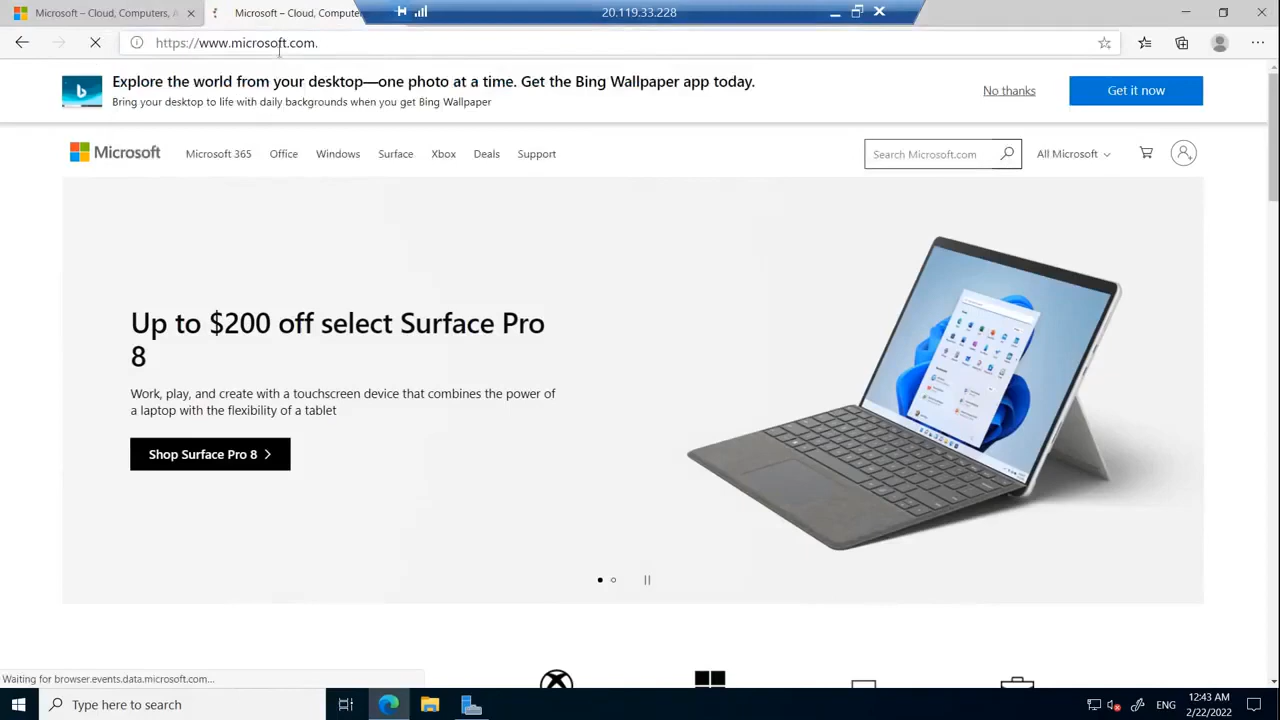 Microsoft – Cloud, Computers, A
Microsoft – Cloud, Compute
20.119.33.228
https://www.microsoft.com.
Explore the world from your desktop—one photo at a time. Get the Bing Wallpaper app today.
Bring your desktop to life with daily backgrounds when you get Bing Wallpaper
No thanks
Get it now
Microsoft
Microsoft 365
Office
Windows
Surface
Xbox
Deals
Support
Search Microsoft.com
All Microsoft
Up to $200 off select Surface Pro
8
Work, play, and create with a touchscreen device that combines the power of
a laptop with the flexibility of a tablet
Shop Surface Pro 8
Waiting for browser.events.data.microsoft.com...
Type here to search
ENG
12:43 AM
2/22/2022